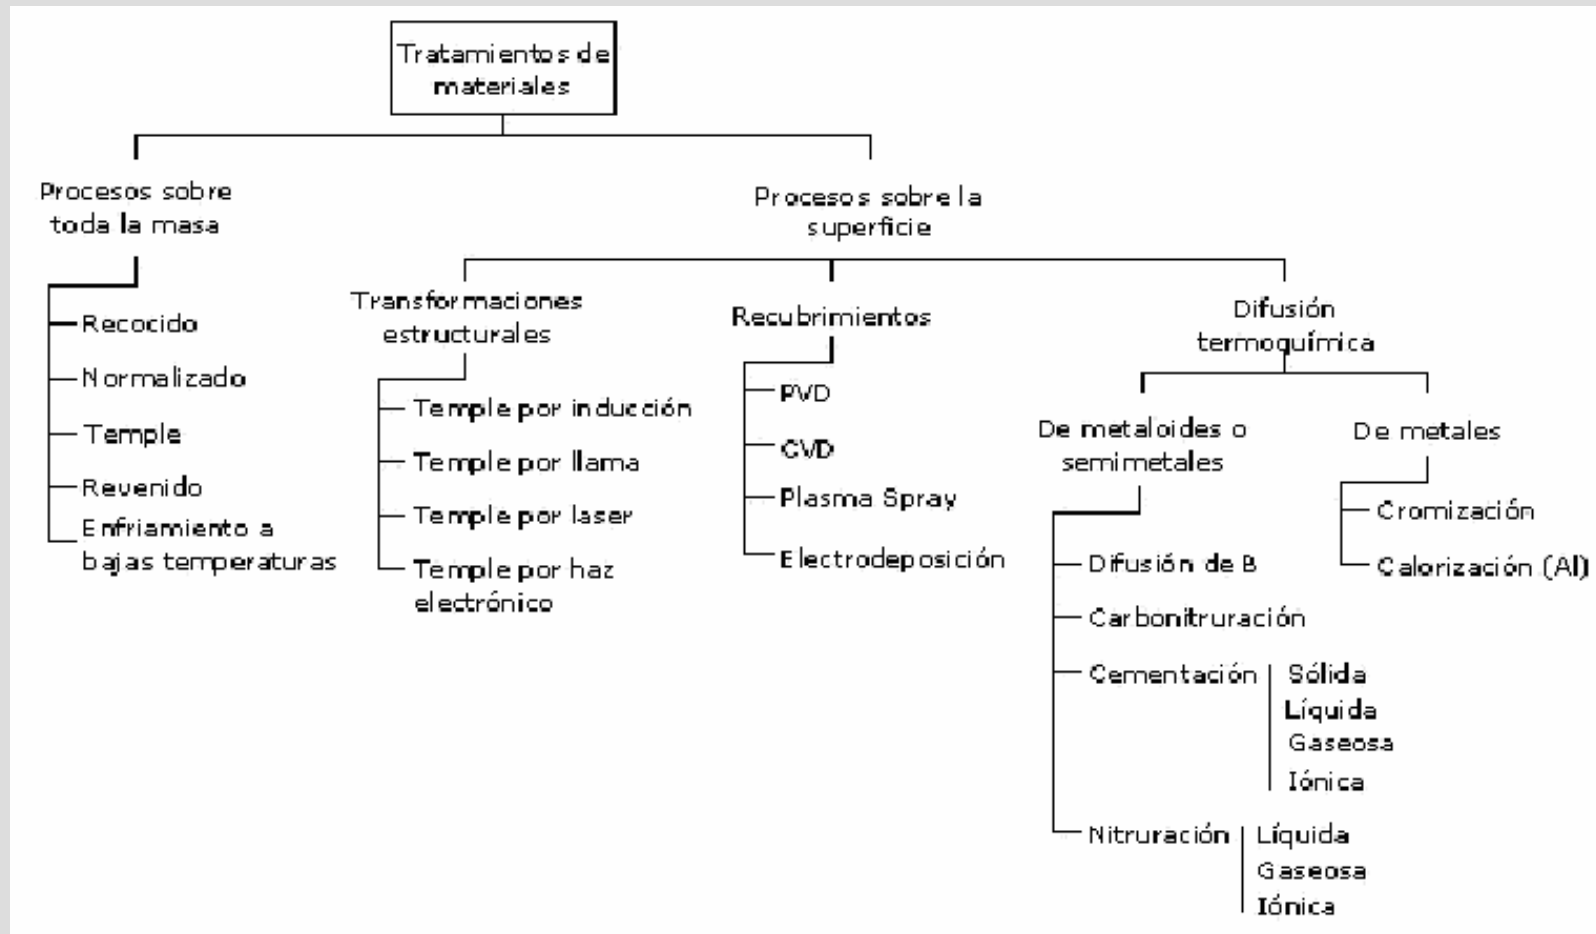 Tratamientos de
materiales
Procesos sobre
toda la masa
Recocido
Normalizado
Temple
Revenido
Enfriamiento a
bajas temperaturas
Procesos sobre la
superficie
Transformaciones
estructurales
Temple por inducción
Temple por llama
Temple por laser
Temple por haz
electrónico
Recubrimientos
PVD
CVD
Plasma Spray
Electrodeposición
Difusión
termoquímica
De metaloides o
semimetales
Difusión de B
Carbonitruración
Cementación
Sólida
Líquida
Gaseosa
Iónica
Nitruración
Líquida
Gaseosa
Iónica
De metales
Cromización
Calorización (Al)